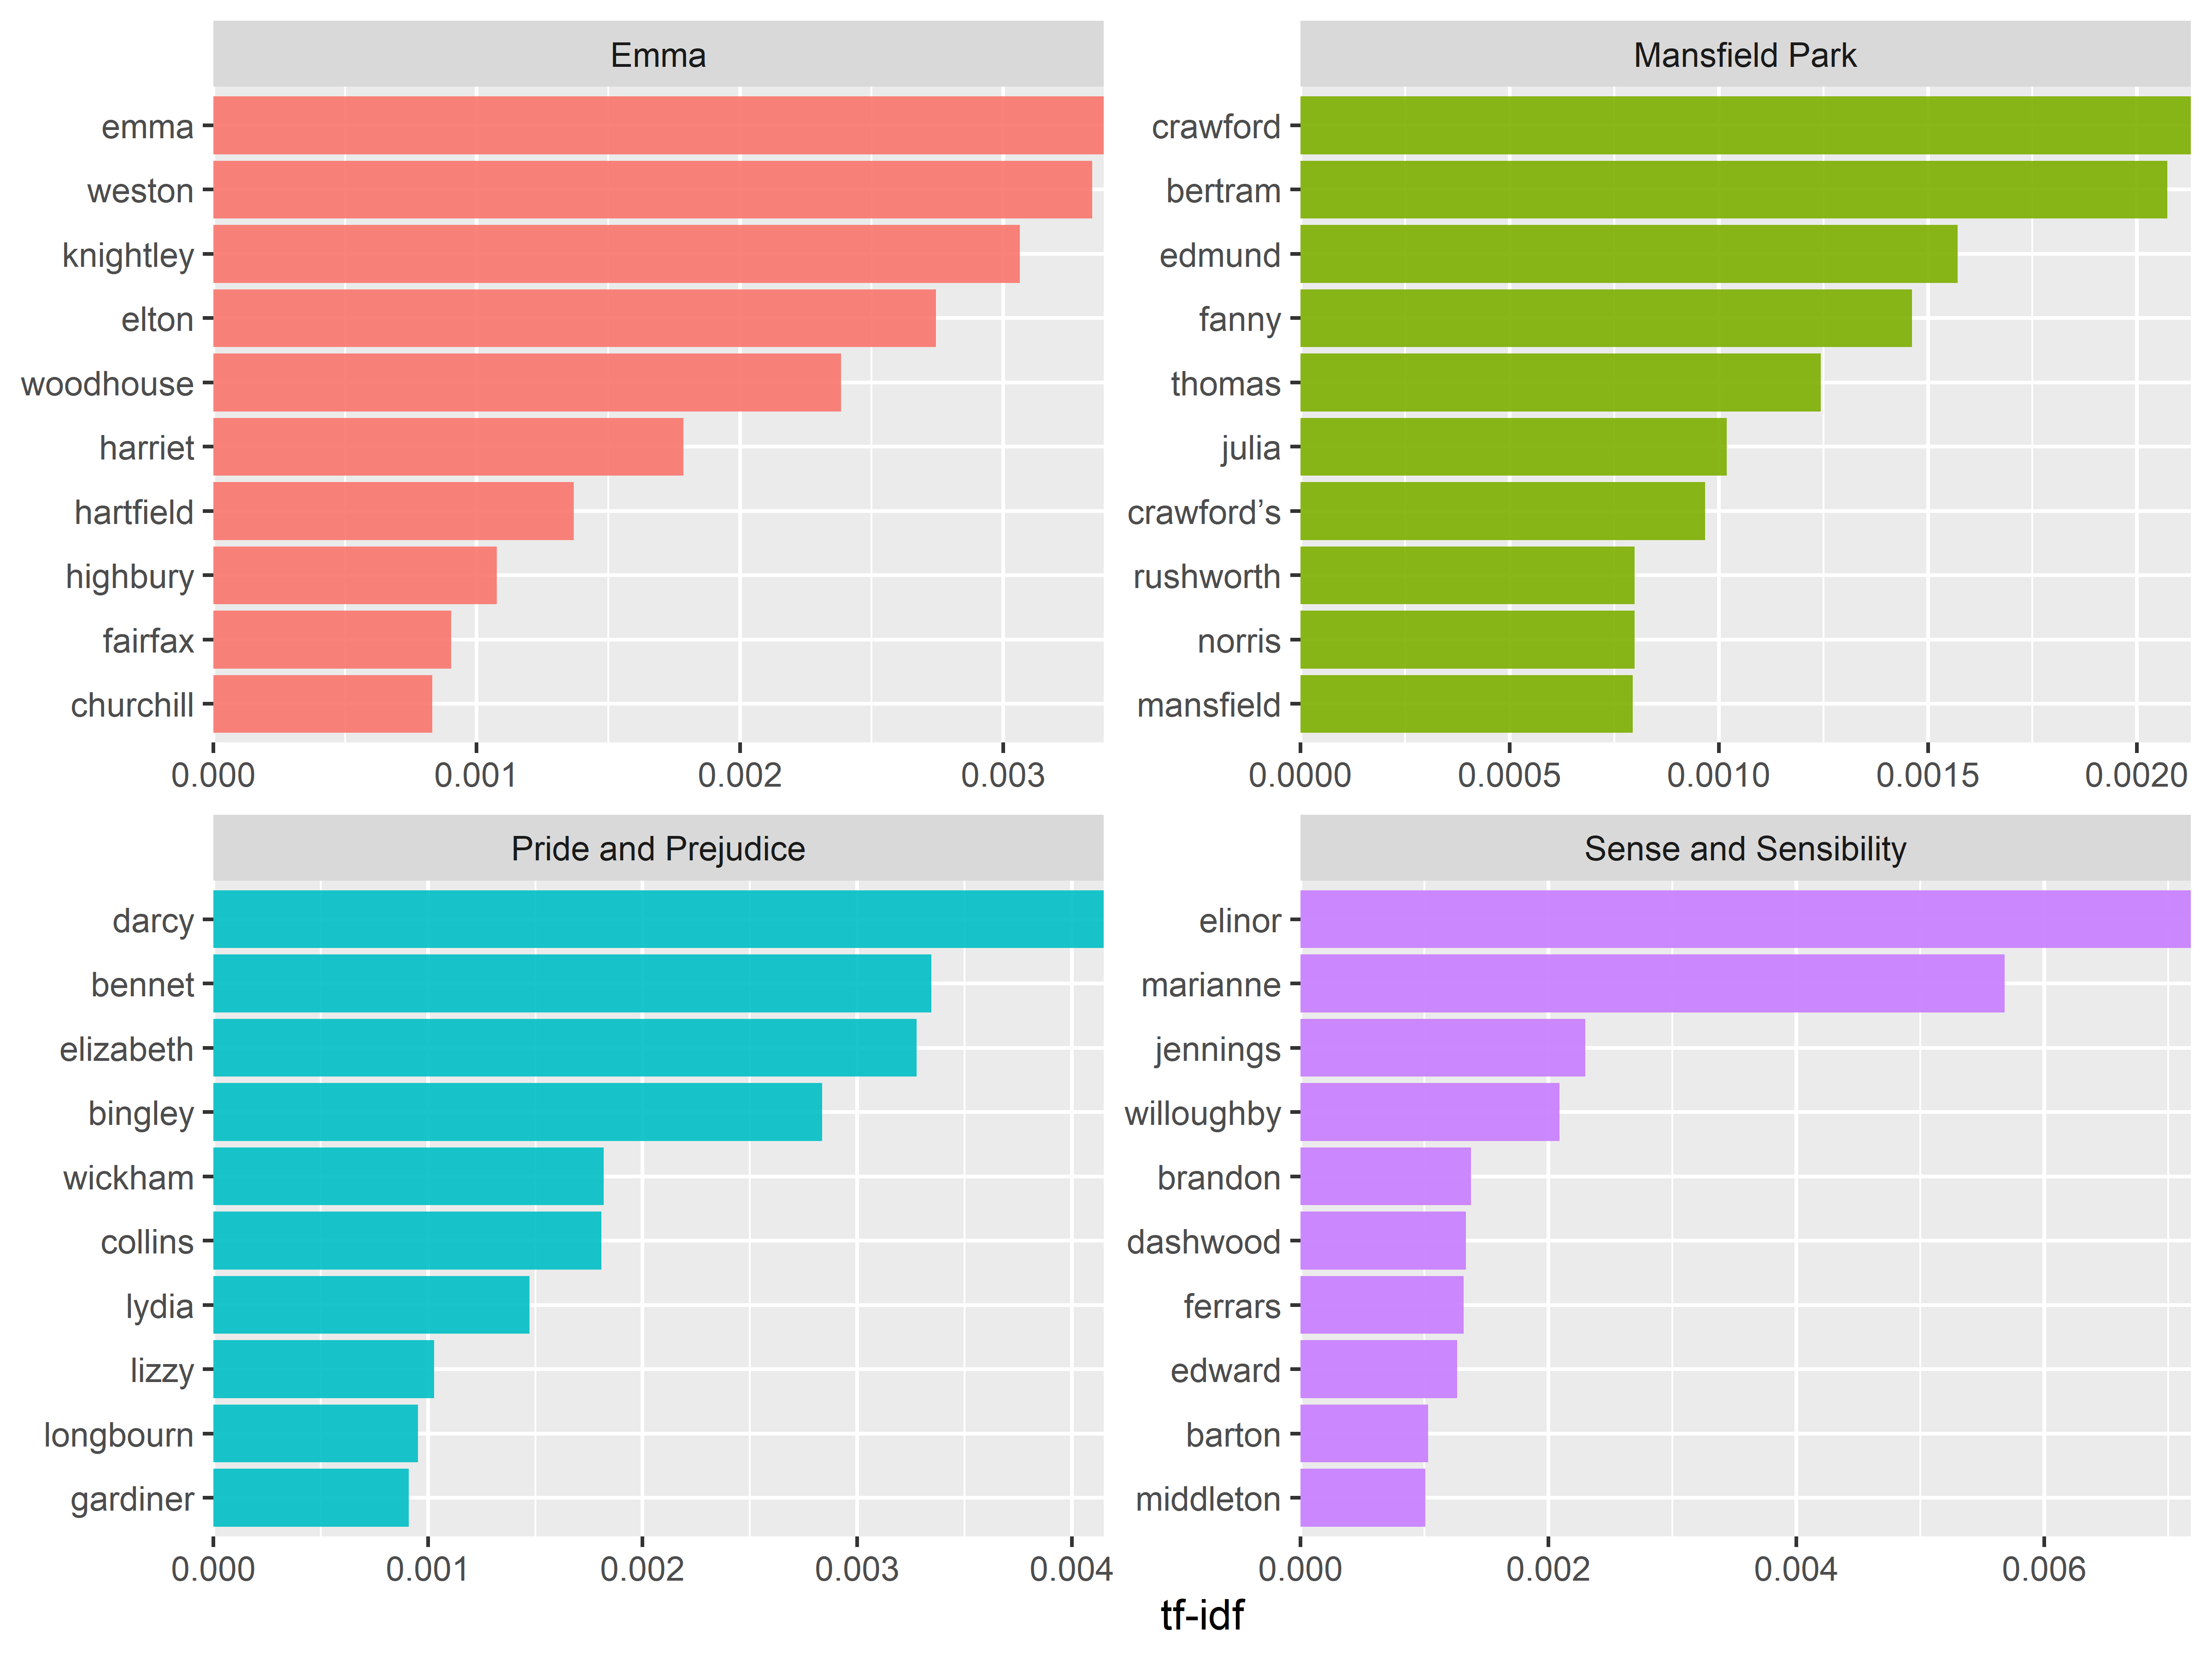 Emma
emma
weston
knightley
elton
woodhouse
harriet
hartfield
highbury
fairfax
churchill
0.000 0.001 0.002 0.003
Mansfield Park
crawford
bertram
edmund
fanny
thomas
julia
crawford’s
rushworth
norris
mansfield
0.0000 0.0005 0.0010 0.0015 0.0020
Pride and Prejudice
darcy
bennet
elizabeth
bingley
wickham
collins
lydia
lizzy
longbourn
gardiner
0.000 0.001 0.002 0.003 0.004
Sense and Sensibility
elinor
marianne
jennings
willoughby
brandon
dashwood
ferrars
edward
barton
middleton
0.000 0.002 0.004 0.006
tf-idf